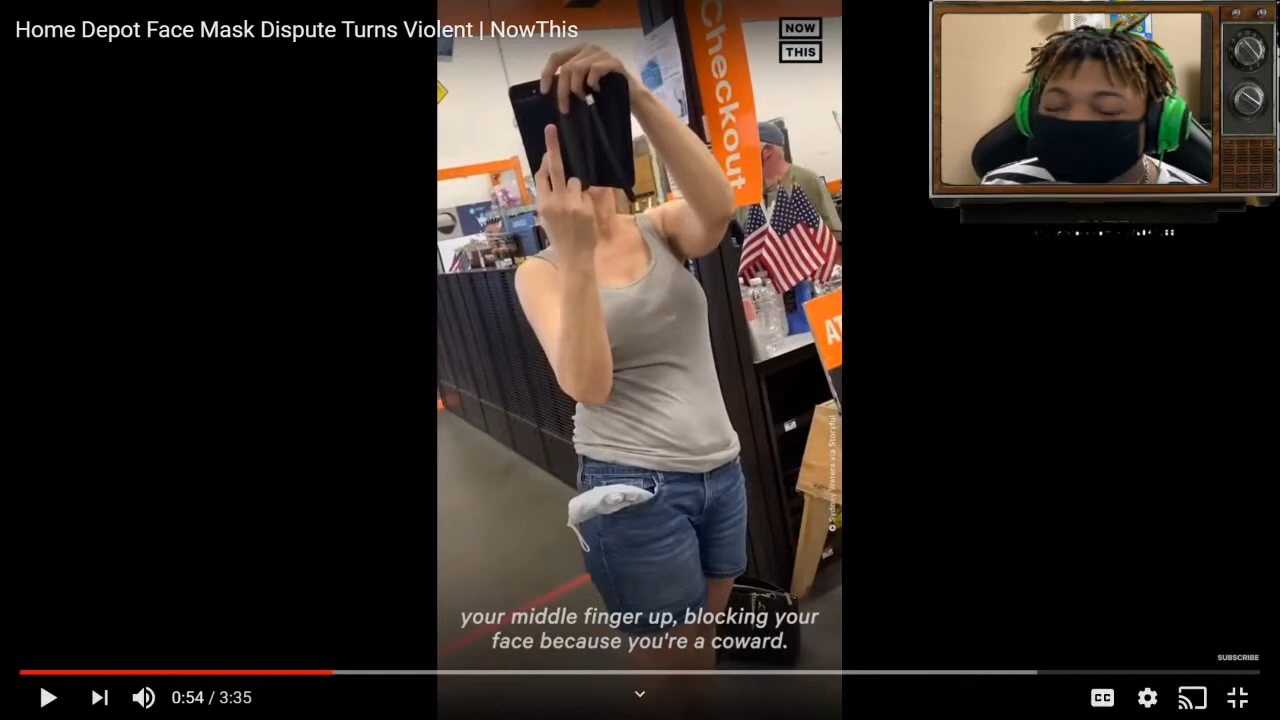 Home Depot Face Mask Dispute Turns Violent | NowThis
NOW
THIS
Checkout
AT
© Sydney Waters via Storyful
your middle finger up, blocking your
face because you're a coward.
SUBSCRIBE
0:54 / 3:35
CC